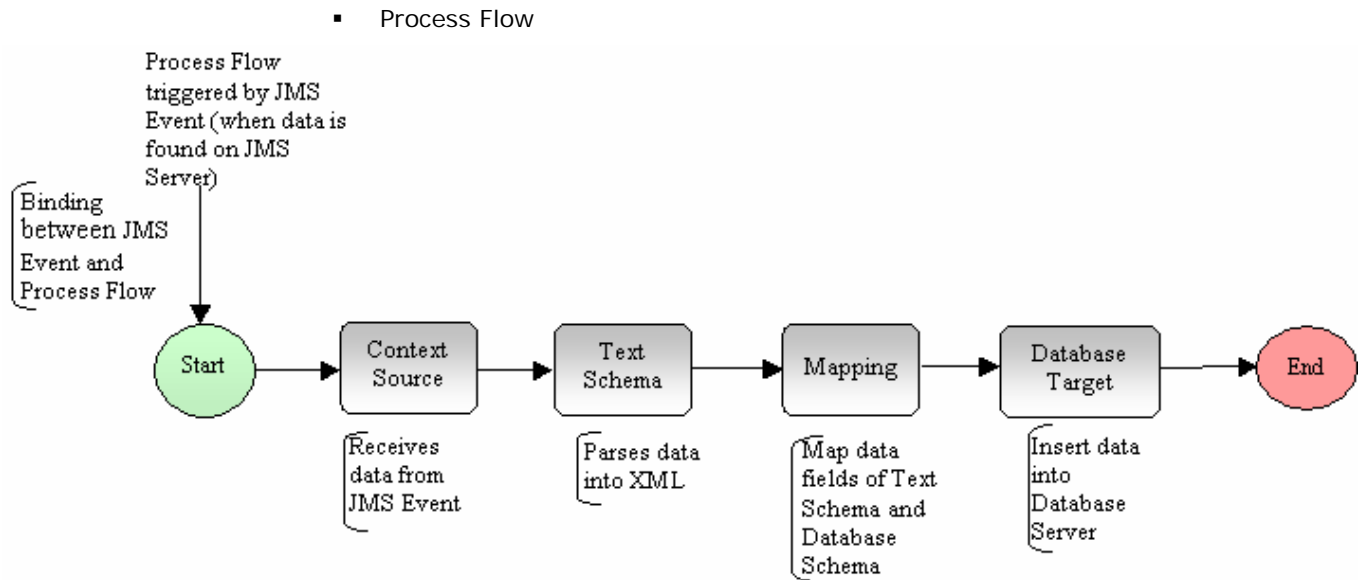 ▪ Process Flow
Process Flow
triggered by JMS
Event (when data is
found on JMS
Server)
Binding
between JMS
Event and
Process Flow
Start
Context
Source
Text
Schema
Mapping
Database
Target
End
Receives
data from
JMS Event
Parses data
into XML
Map data
fields of Text
Schema and
Database
Schema
Insert data
into
Database
Server